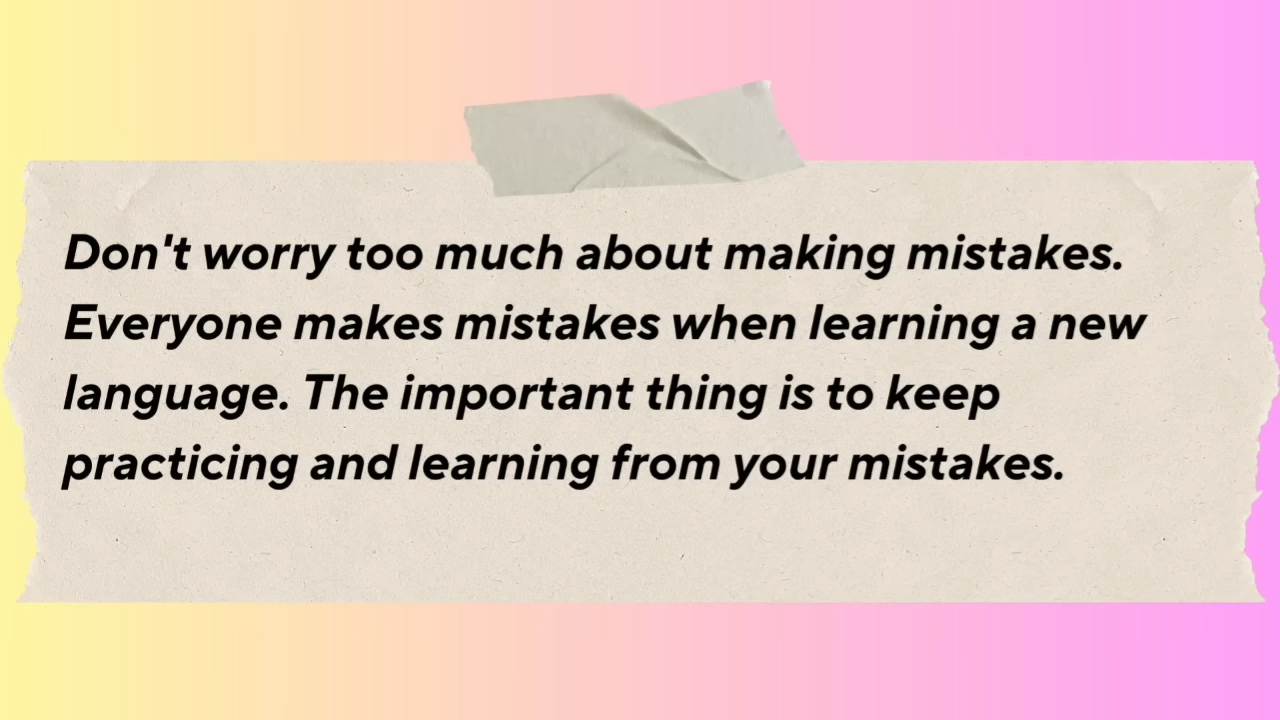 Don't worry too much about making mistakes.
Everyone makes mistakes when learning a new
language. The important thing is to keep
practicing and learning from your mistakes.